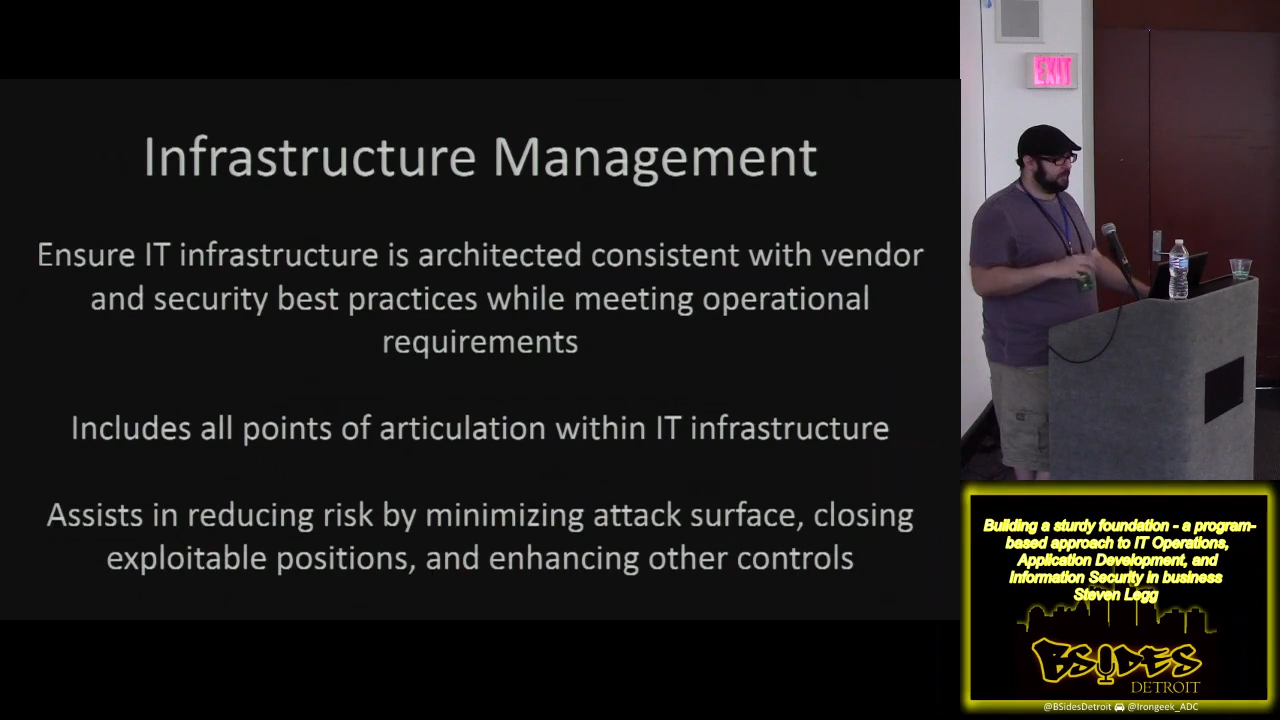 Infrastructure Management
Ensure IT infrastructure is architected consistent with vendor
and security best practices while meeting operational
requirements
Includes all points of articulation within IT infrastructure
Assists in reducing risk by minimizing attack surface, closing
exploitable positions, and enhancing other controls
EXIT
Building a sturdy foundation - a program-
based approach to IT Operations,
Application Development, and
Information Security in business
Steven Legg
BSIDES
DETROIT
@BSidesDetroit @Irongeek_ADC